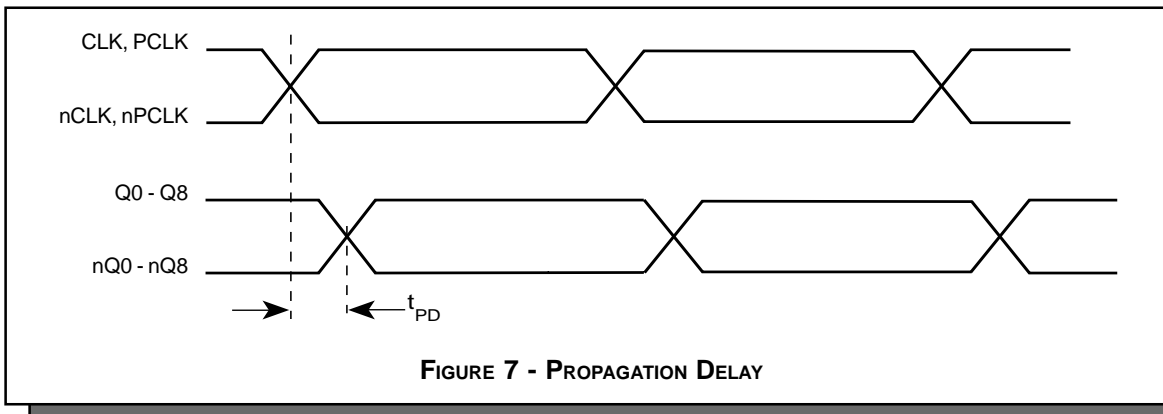 CLK, PCLK
nCLK, nPCLK
Q0 - Q8
nQ0 - nQ8
tPD
FIGURE 7 - PROPAGATION DELAY